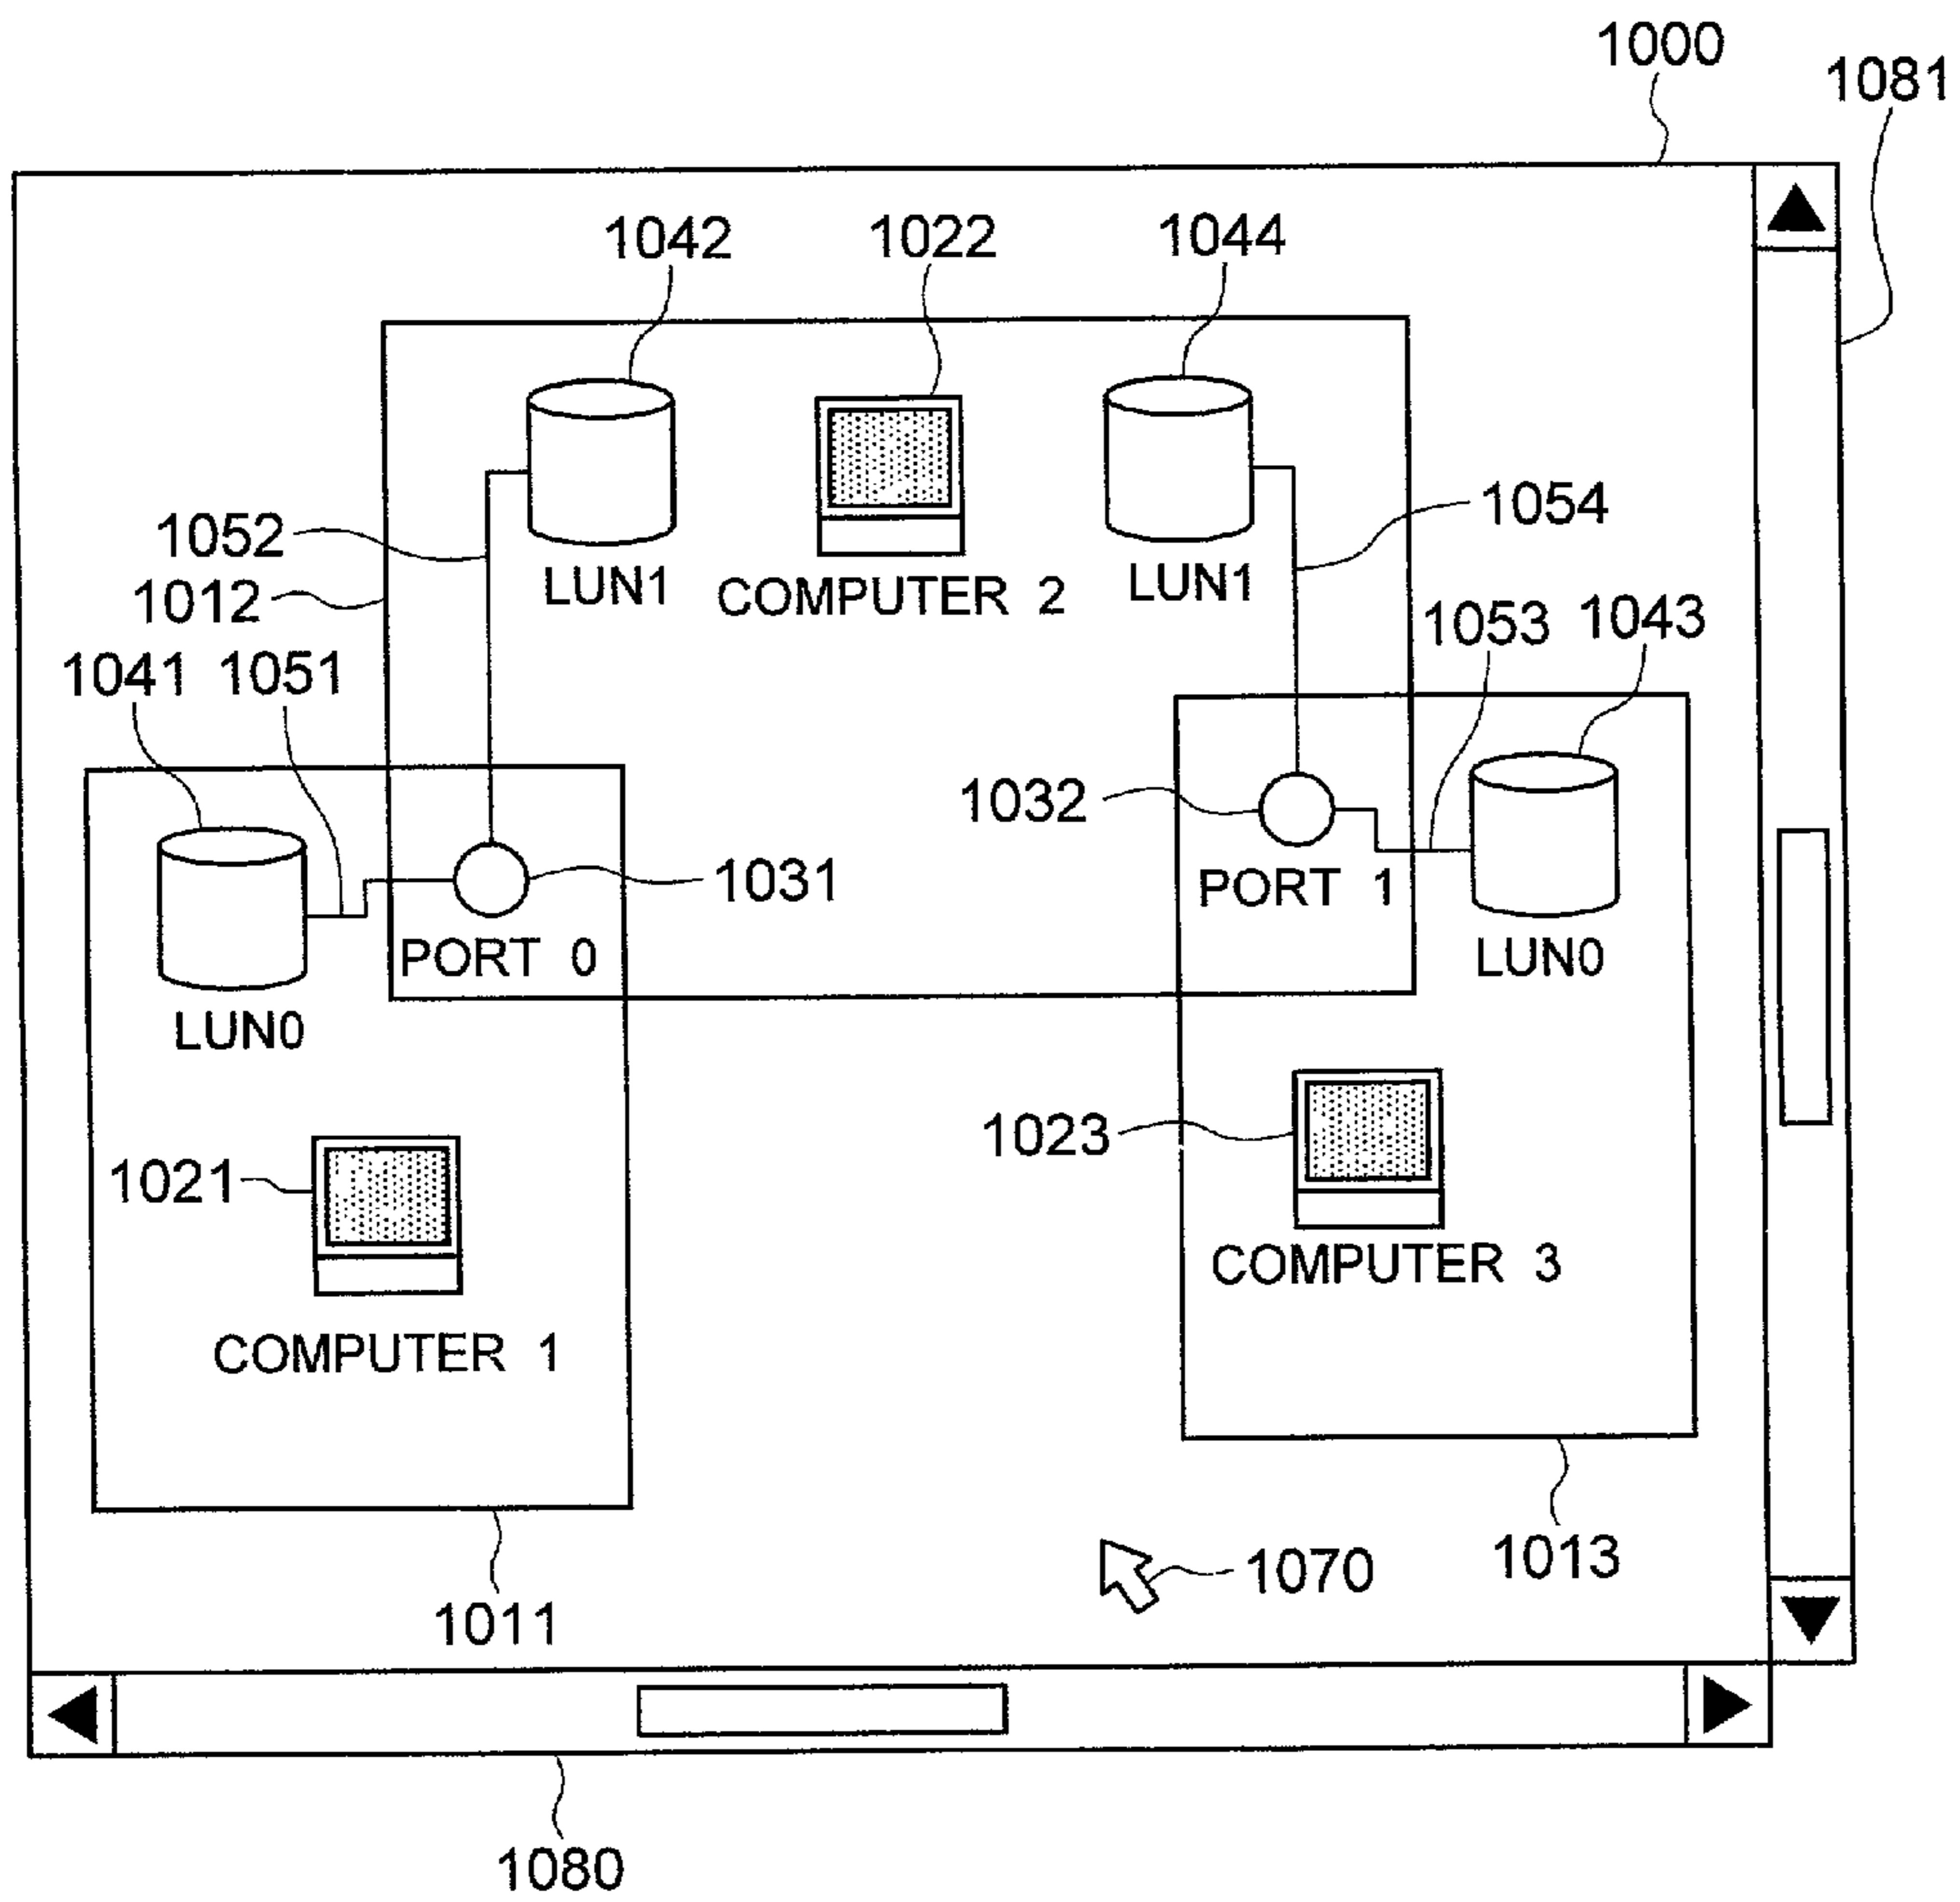 1000
1081
1042 1022 1044
1052
1054
LUN1 COMPUTER 2 LUN1
1012
1053 1043
1041 1051
1032
1031
PORT 1
PORT 0
LUN0
LUN0
1023
1021
COMPUTER 3
COMPUTER 1
1070
1013
1011
1080